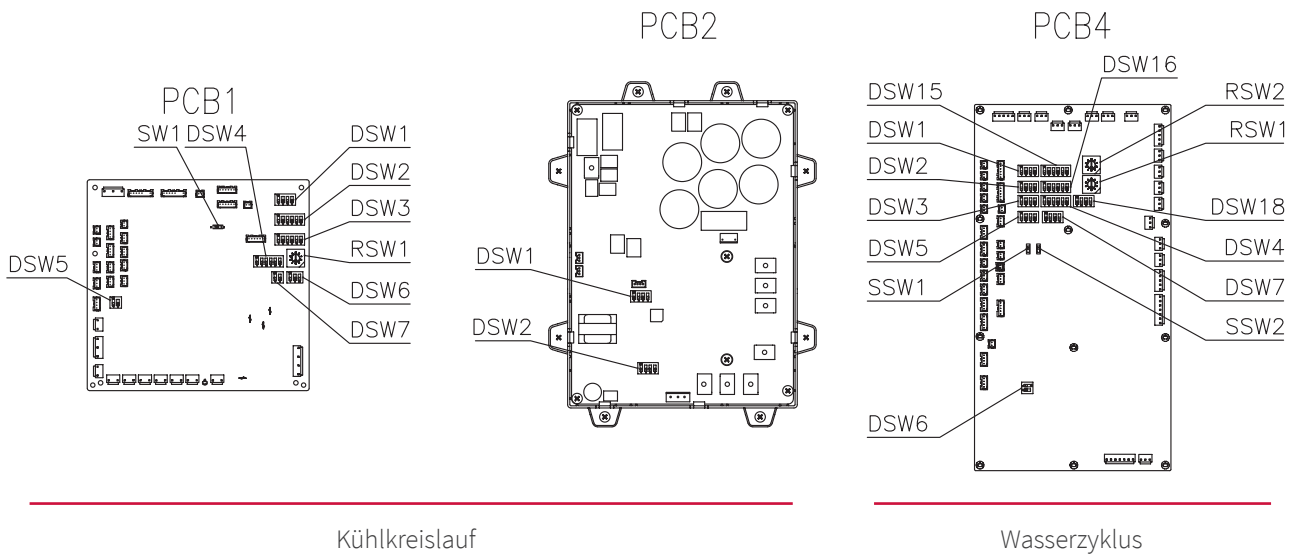 PCB1
SW1 DSW4
DSW1
DSW2
DSW3
RSW1
DSW6
DSW7
DSW5
PCB2
DSW1
DSW2
PCB4
DSW16
DSW15
DSW1
DSW2
DSW3
DSW5
SSW1
DSW6
RSW2
RSW1
DSW18
DSW4
DSW7
SSW2
Kühlkreislauf
Wasserzyklus